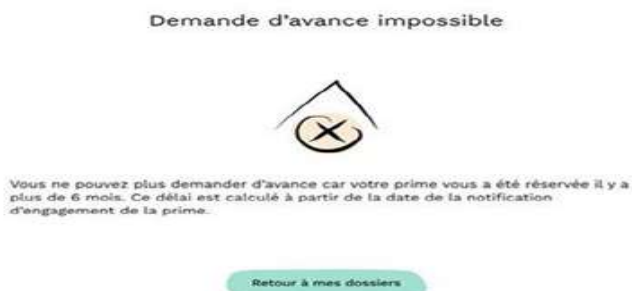 Demande d'avance impossible
Vous ne pouvez plus demander d'avance car votre prime vous a été réservée il y a
plus de 6 mois. Ce délai est calculé à partir de la date de la notification
d'engagement de la prime.
Retour à mes dossiers